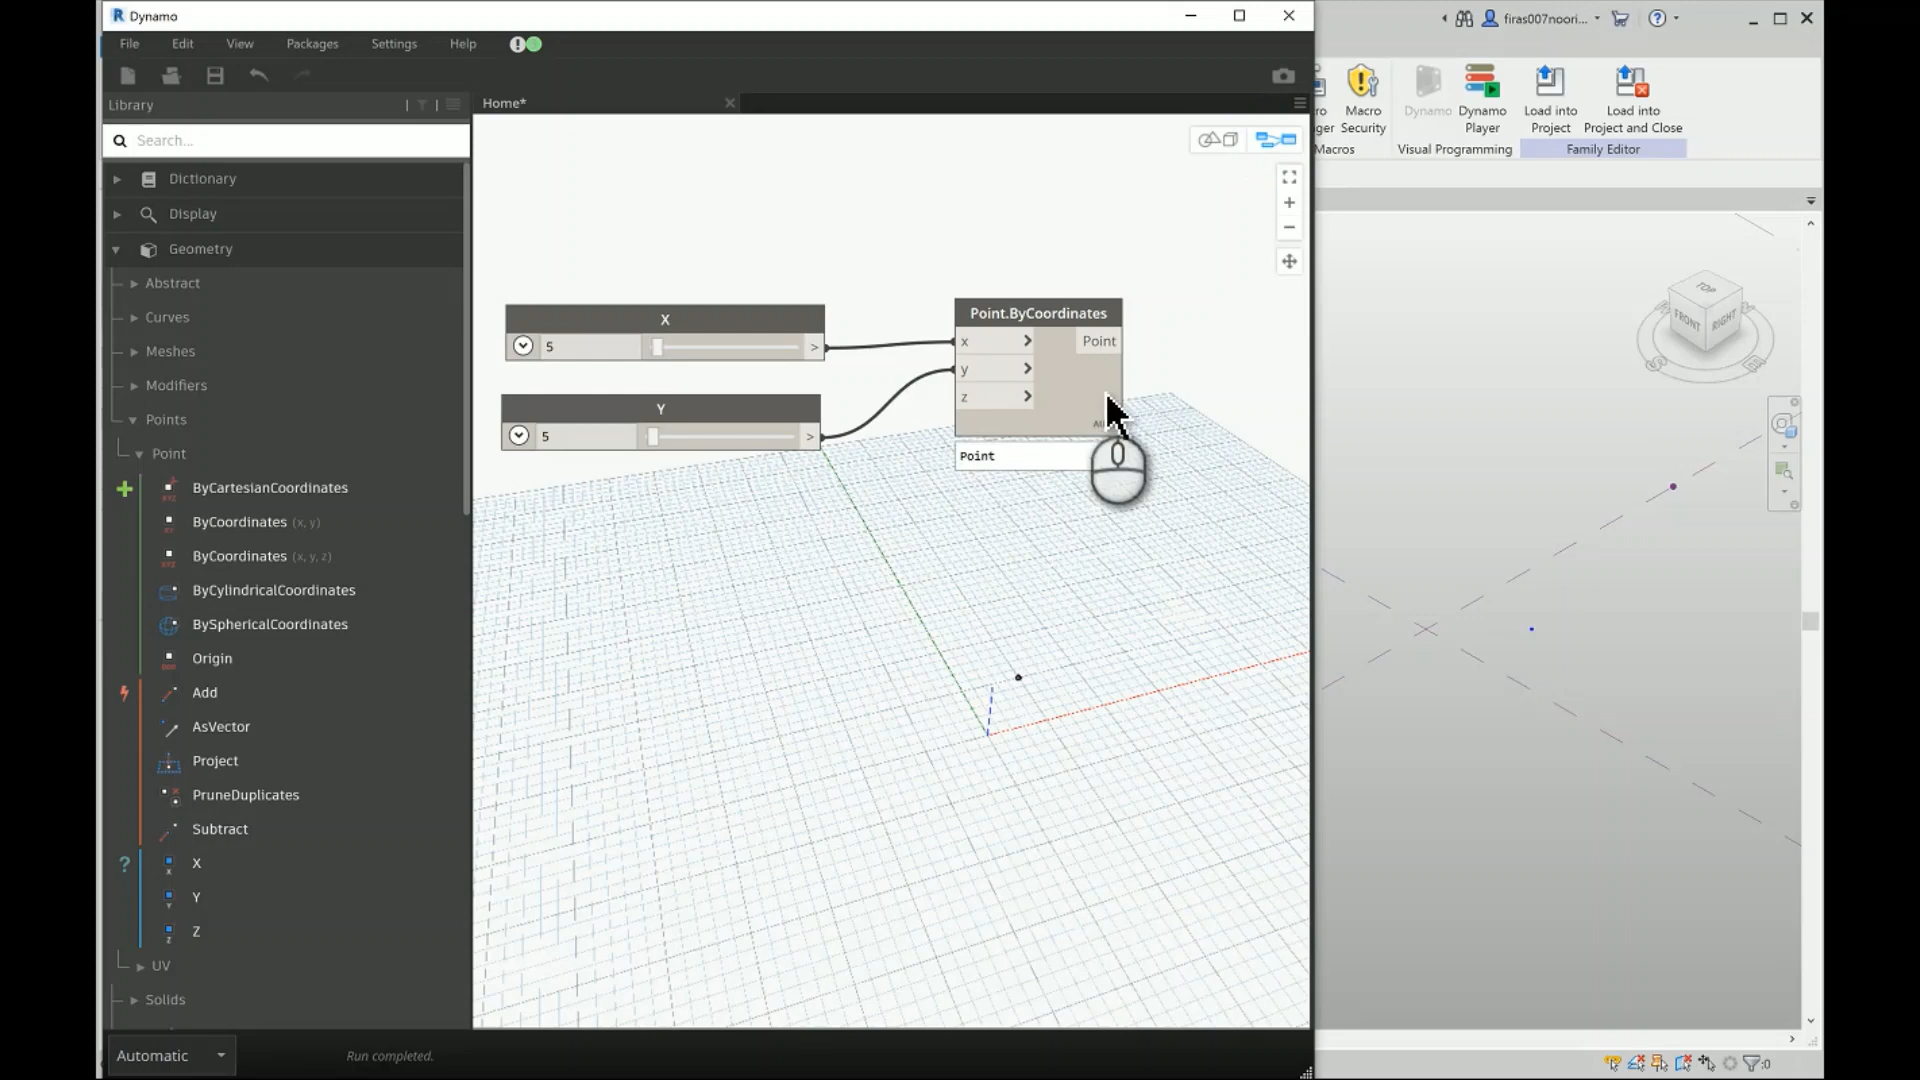 Dynamo
firas007noori...
File Edit View Packages Settings Help
Library
Home*
Search...
Dictionary
Display
Geometry
Abstract
Curves
Meshes
Modifiers
Points
Point
ByCartesianCoordinates
ByCoordinates (x, y)
ByCoordinates (x, y, z)
ByCylindricalCoordinates
BySphericalCoordinates
Origin
Add
AsVector
Project
PruneDuplicates
Subtract
X
Y
Z
UV
Solids
Automatic
Run completed.
X
5 >
Y
5 >
Point.ByCoordinates
x > Point
y >
z >
Point
Macro
Security
Dynamo
Dynamo
Player
Load into
Project
Load into
Project and Close
Macros
Visual Programming
Family Editor
TOP
FRONT
RIGHT
:0